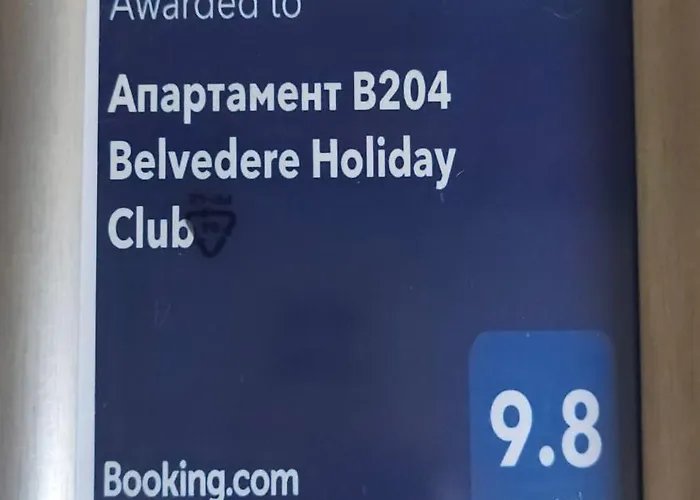 Awarded to
Апартамент B204
Belvedere Holiday
Club
9.8
Booking.com